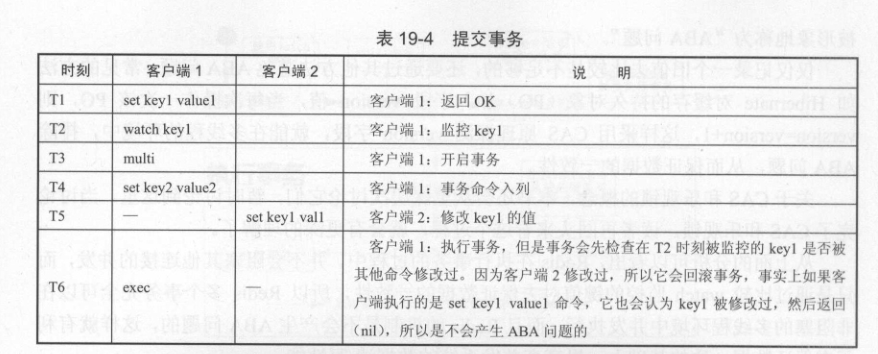 表 19-4 提交事务
时刻 客户端 1 客户端 2 说 明
T1 set key1 value1 客户端 1：返回 OK
T2 watch key1 客户端 1：监控 key1
T3 multi 客户端 1：开启事务
T4 set key2 value2 客户端 1：事务命令入列
T5 — set key1 val1 客户端 2：修改 key1 的值
客户端 1：执行事务，但是事务会先检查在 T2 时刻被监控的 key1 是否被
其他命令修改过。因为客户端 2 修改过，所以它会回滚事务，事实上如果客
T6 exec — 户端执行的是 set key1 value1 命令，它也会认为 key1 被修改过，然后返回
（nil），所以是不会产生 ABA 问题的